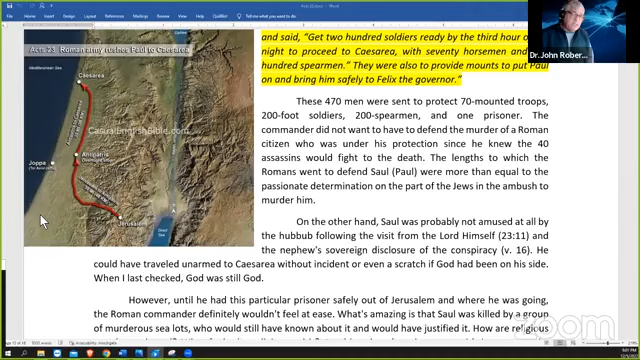 Acts 23.docx - Word
Tell me what you want to do
and said, "Get two hundred soldiers ready by the third hour
night to proceed to Caesarea, with seventy horsemen and
hundred spearmen." They were also to provide mounts to put Paul
on and bring him safely to Felix the governor."
Dr. John Rober...
Acts 23 Roman army rushes Paul to Caesarea
Mediterranean Sea
Caesarea
CasualEnglishBible.com
Antipatris
Joppa
Jerusalem
These 470 men were sent to protect 70-mounted troops,
200-foot soldiers, 200-spearmen, and one prisoner. The
commander did not want to have to defend the murder of a Roman
citizen who was under his protection since he knew the 40
assassins would fight to the death. The lengths to which the
Romans went to defend Saul (Paul) were more than equal to the
passionate determination on the part of the Jews in the ambush to
murder him.
On the other hand, Saul was probably not amused at all by
the hubbub following the visit from the Lord Himself (23:11) and
the nephew's sovereign disclosure of the conspiracy (v. 16). He
could have traveled unarmed to Caesarea without incident or even a scratch if God had been on his side.
When I last checked, God was still God.
However, until he had this particular prisoner safely out of Jerusalem and where he was going,
the Roman commander definitely wouldn't feel at ease. What's amazing is that Saul was killed by a group
of murderous sea lots, who would still have known about it and would have justified it. How are religious
zoom